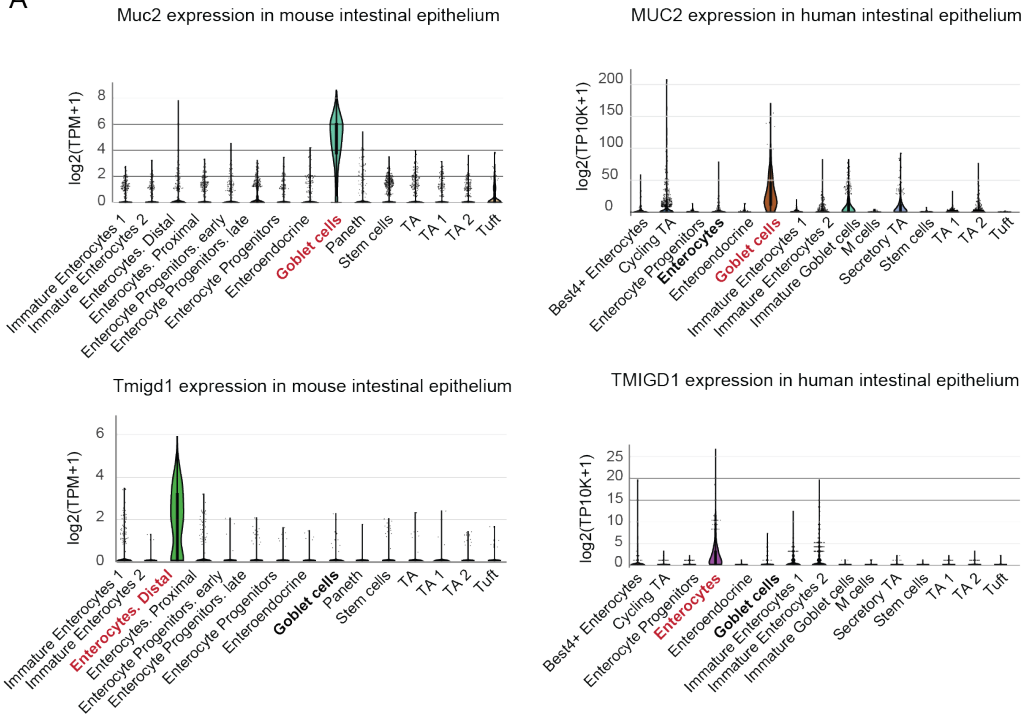 A
Muc2 expression in mouse intestinal epithelium
log2(TPM+1)
8
6
4
2
0
Immature Enterocytes 1
Immature Enterocytes 2
Enterocytes. Distal
Enterocytes. Proximal
Enterocyte Progenitors. early
Enterocyte Progenitors. late
Enterocyte Progenitors
Enteroendocrine
Goblet cells
Paneth
Stem cells
TA
TA 1
TA 2
Tuft
MUC2 expression in human intestinal epithelium
log2(TP10K+1)
200
150
100
50
0
Best4+ Enterocytes
Cycling TA
Enterocyte Progenitors
Enterocytes
Enteroendocrine
Goblet cells
Immature Enterocytes 1
Immature Enterocytes 2
Immature Goblet cells
M cells
Secretory TA
Stem cells
TA 1
TA 2
Tuft
Tmigd1 expression in mouse intestinal epithelium
log2(TPM+1)
6
4
2
0
Immature Enterocytes 1
Immature Enterocytes 2
Enterocytes. Distal
Enterocytes. Proximal
Enterocyte Progenitors. early
Enterocyte Progenitors. late
Enterocyte Progenitors
Enteroendocrine
Goblet cells
Paneth
Stem cells
TA
TA 1
TA 2
Tuft
TMIGD1 expression in human intestinal epithelium
log2(TP10K+1)
25
20
15
10
5
0
Best4+ Enterocytes
Cycling TA
Enterocyte Progenitors
Enterocytes
Enteroendocrine
Goblet cells
Immature Enterocytes 1
Immature Enterocytes 2
Immature Goblet cells
M cells
Secretory TA
Stem cells
TA 1
TA 2
Tuft